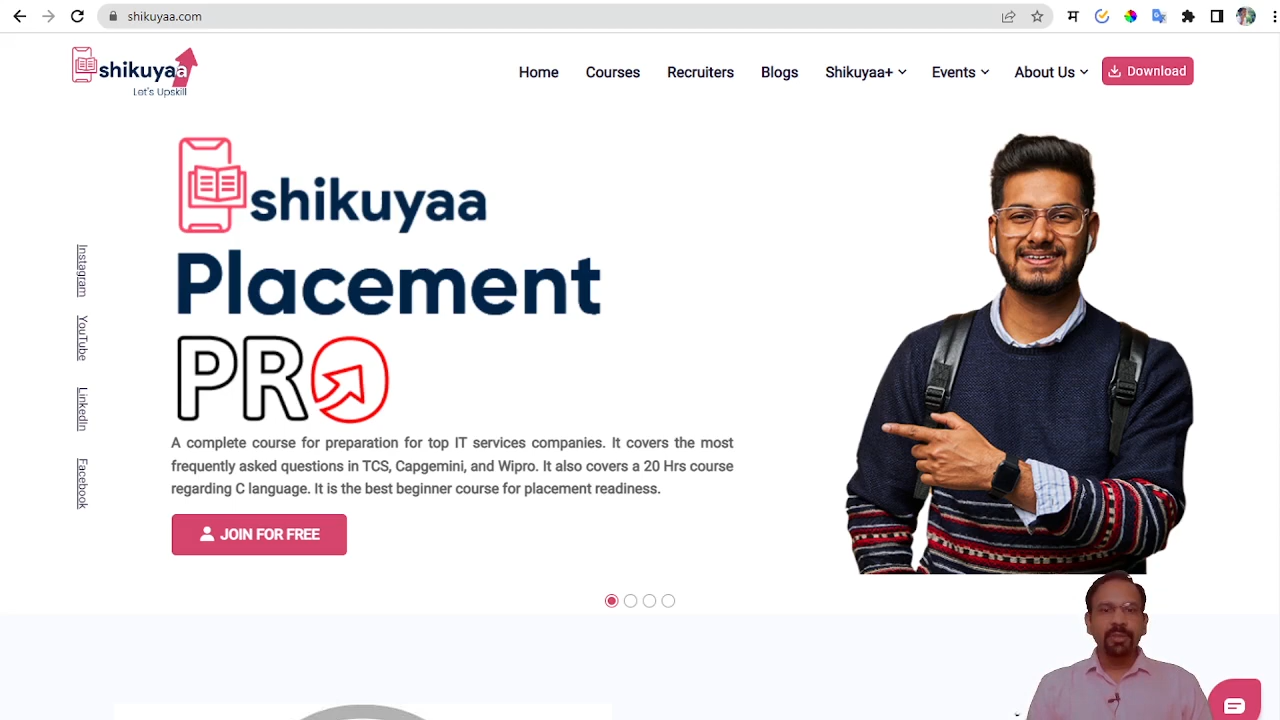 shikuyaa.com
म
shikuyaa
Let's Upskill
Home Courses Recruiters Blogs Shikuyaa+ Events About Us Download
shikuyaa
Placement
PRO
A complete course for preparation for top IT services companies. It covers the most
frequently asked questions in TCS, Capgemini, and Wipro. It also covers a 20 Hrs course
regarding C language. It is the best beginner course for placement readiness.
JOIN FOR FREE
Instagram
YouTube
LinkedIn
Facebook